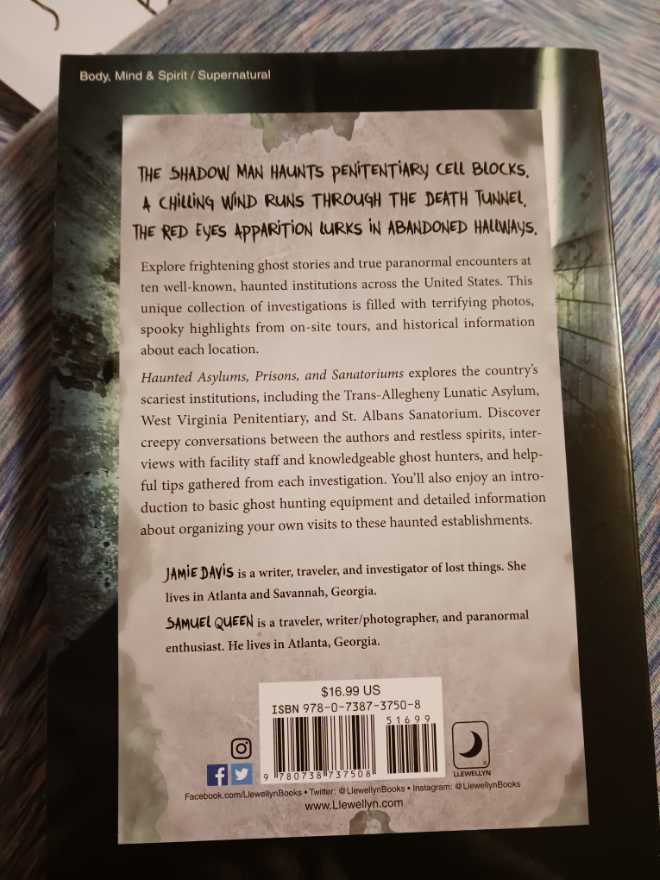 Body, Mind & Spirit / Supernatural
THE SHADOW MAN HAUNTS PENITENTIARY CELL BLOCKS.
A CHILLING WIND RUNS THROUGH THE DEATH TUNNEL.
THE RED EYES APPARITION LURKS IN ABANDONED HALLWAYS.
Explore frightening ghost stories and true paranormal encounters at
ten well-known, haunted institutions across the United States. This
unique collection of investigations is filled with terrifying photos,
spooky highlights from on-site tours, and historical information
about each location.
Haunted Asylums, Prisons, and Sanatoriums explores the country's
scariest institutions, including the Trans-Allegheny Lunatic Asylum,
West Virginia Penitentiary, and St. Albans Sanatorium. Discover
creepy conversations between the authors and restless spirits, inter-
views with facility staff and knowledgeable ghost hunters, and help-
ful tips gathered from each investigation. You'll also enjoy an intro-
duction to basic ghost hunting equipment and detailed information
about organizing your own visits to these haunted establishments.
JAMIE DAVIS is a writer, traveler, and investigator of lost things. She
lives in Atlanta and Savannah, Georgia.
SAMUEL QUEEN is a traveler, writer/photographer, and paranormal
enthusiast. He lives in Atlanta, Georgia.
$16.99 US
ISBN 978-0-7387-3750-8
51699
9 780738 737508
LLEWELLYN
Facebook.com/LlewellynBooks • Twitter: @LlewellynBooks • Instagram: @LlewellynBooks
www.Llewellyn.com